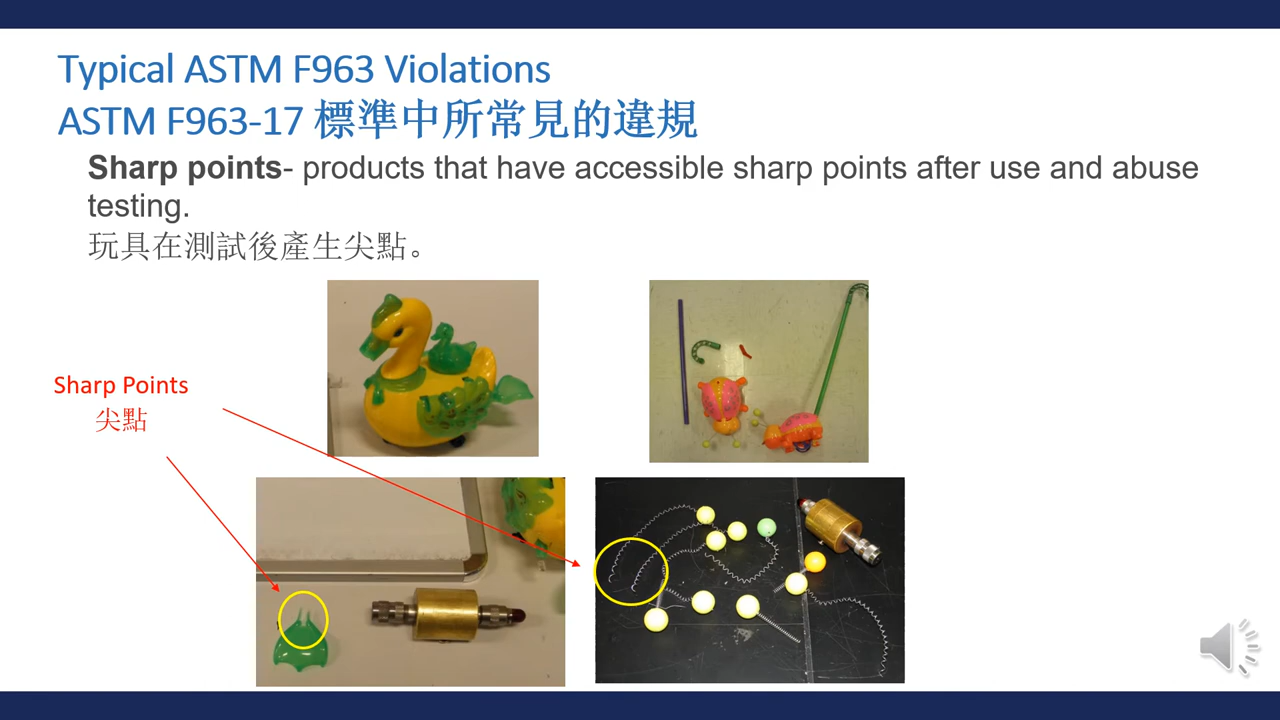 Typical ASTM F963 Violations
ASTM F963-17 標準中所常見的違規
Sharp points- products that have accessible sharp points after use and abuse
testing.
玩具在測試後產生尖點。
Sharp Points
尖點